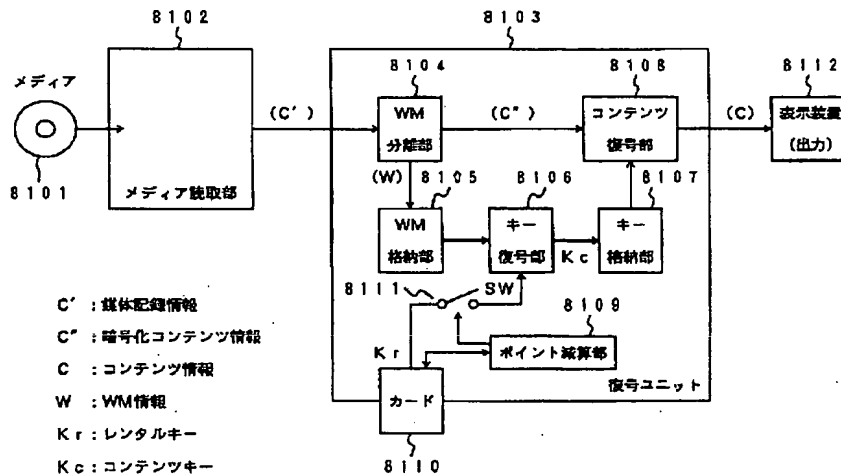 8102
8103
8104
8108
8112
メディア
(C′)
WM
分離部
(C″)
コンテンツ
復号部
(C)
表示装置
(出力)
8101
メディア読取部
(W)
8105
8106
8107
WM
格納部
キー
復号部
Kc
キー
格納部
8111
SW
8109
Kr
ポイント減算部
カード
復号ユニット
8110
C′:媒体記録情報
C″:暗号化コンテンツ情報
C:コンテンツ情報
W:WM情報
Kr:レンタルキー
Kc:コンテンツキー